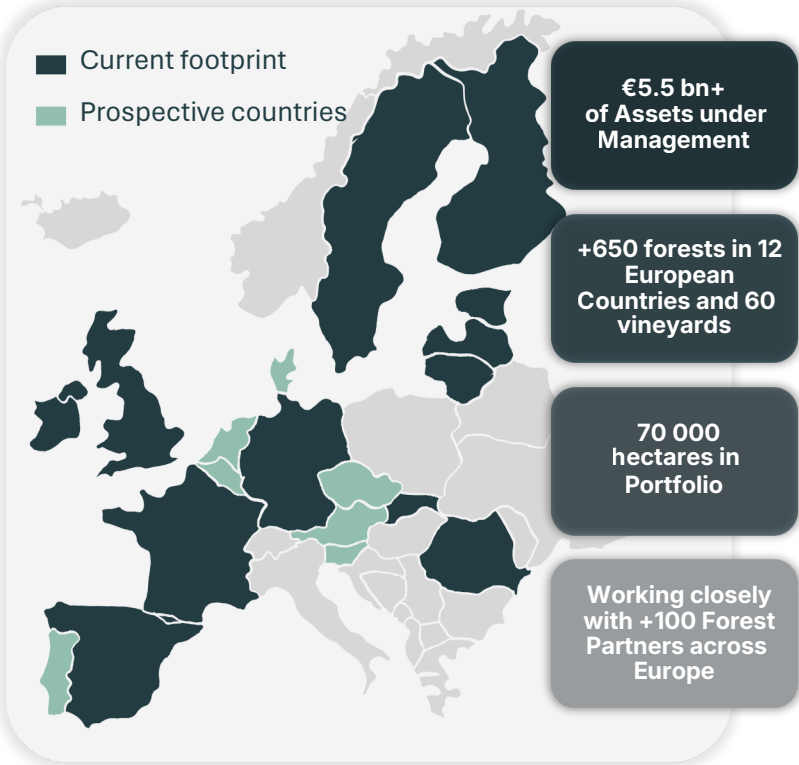 Current footprint
Prospective countries
€5.5 bn+
of Assets under
Management
+650 forests in 12
European
Countries and 60
vineyards
70 000
hectares in
Portfolio
Working closely
with +100 Forest
Partners across
Europe